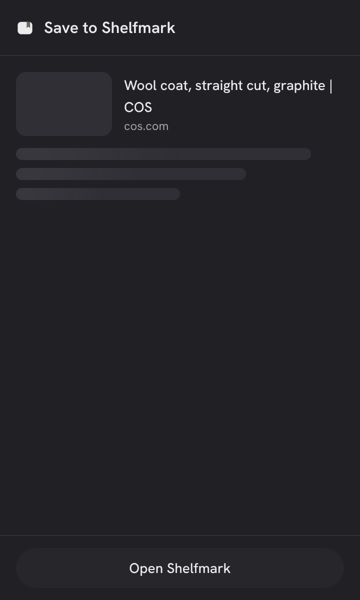 Save to Shelfmark
Wool coat, straight cut, graphite |
COS
cos.com
Open Shelfmark